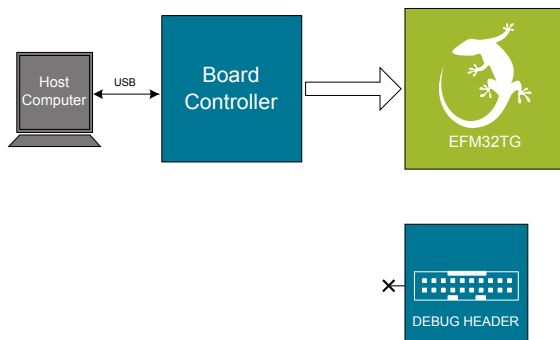 Host
Computer
USB
Board
Controller
EFM32TG
DEBUG HEADER